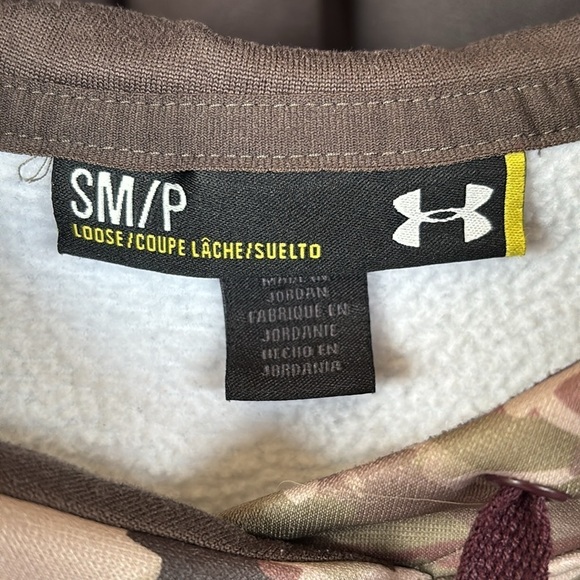 SM/P
LOOSE/COUPE LÂCHE/SUELTO
MADE IN
JORDAN
FABRIQUE EN
JORDANIE
HECHO EN
JORDANIA